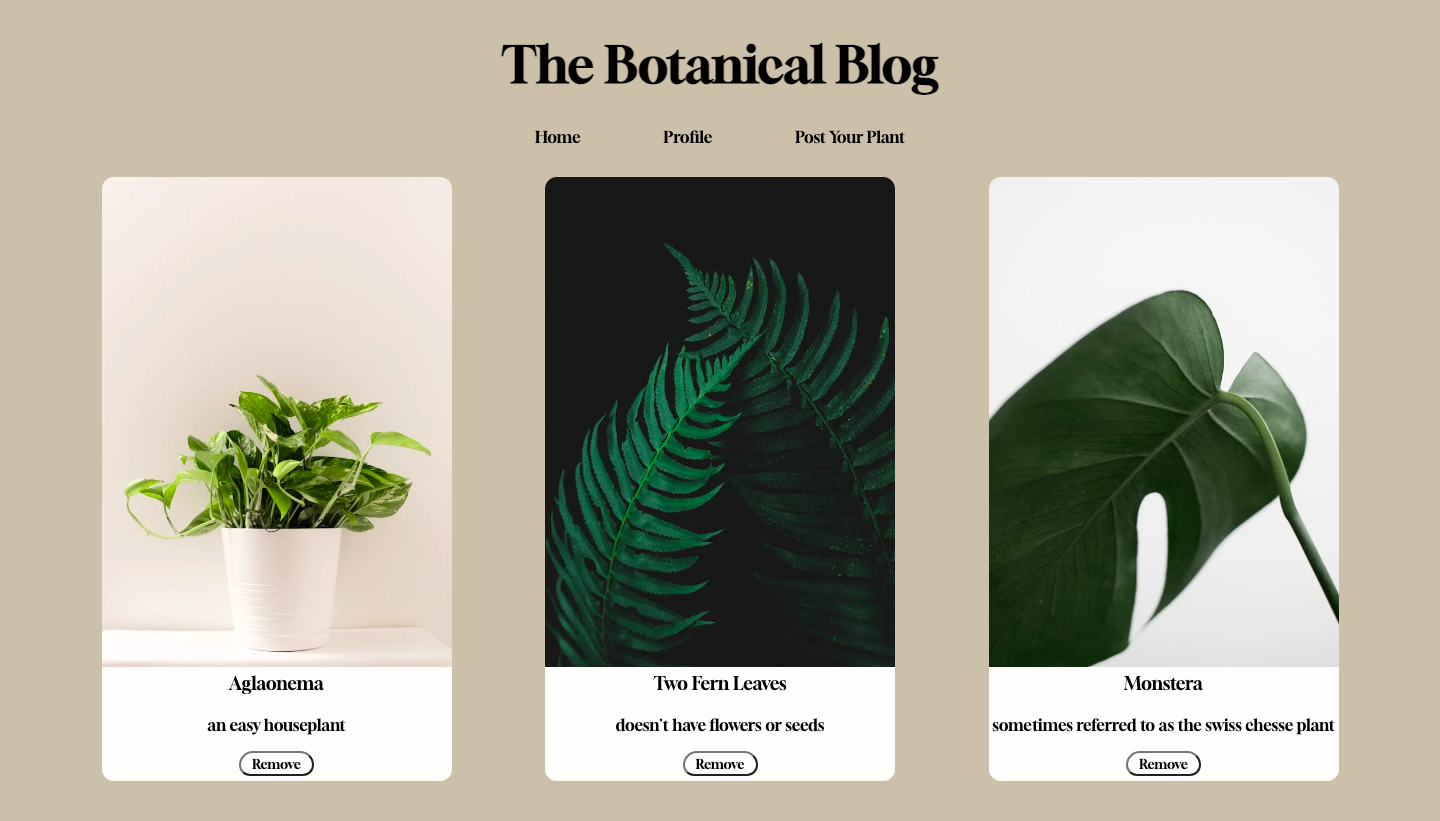 The Botanical Blog
Home Profile Post Your Plant
Aglaonema
an easy houseplant
Remove
Two Fern Leaves
doesn't have flowers or seeds
Remove
Monstera
sometimes referred to as the swiss chesse plant
Remove